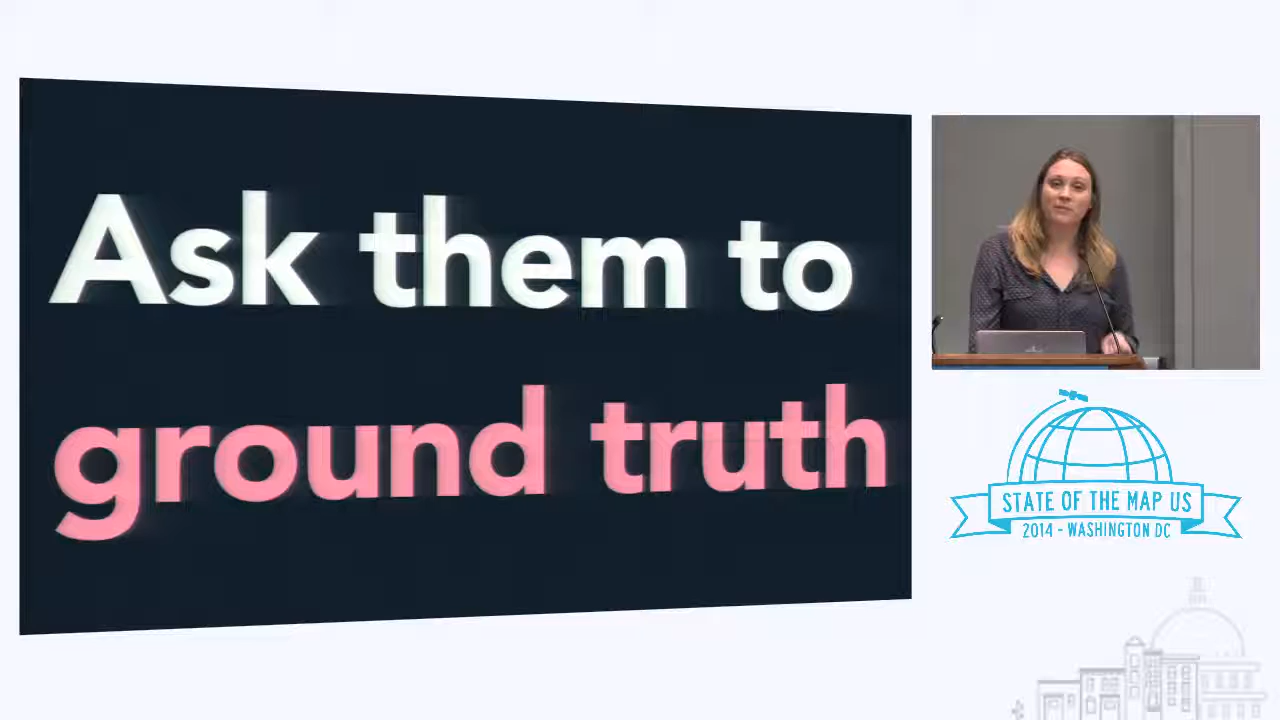 Ask them to
ground truth
STATE OF THE MAP US
2014 - WASHINGTON DC